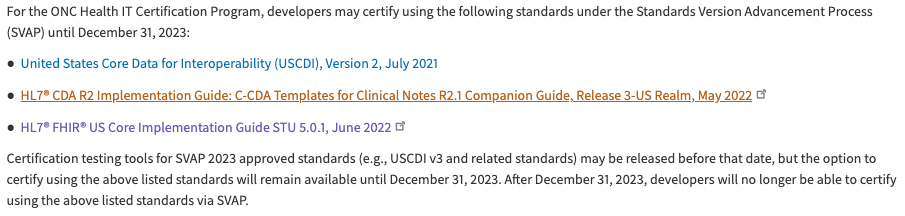 For the ONC Health IT Certification Program, developers may certify using the following standards under the Standards Version Advancement Process
(SVAP) until December 31, 2023:
● United States Core Data for Interoperability (USCDI), Version 2, July 2021
● HL7® CDA R2 Implementation Guide: C-CDA Templates for Clinical Notes R2.1 Companion Guide, Release 3-US Realm, May 2022
● HL7® FHIR® US Core Implementation Guide STU 5.0.1, June 2022
Certification testing tools for SVAP 2023 approved standards (e.g., USCDI v3 and related standards) may be released before that date, but the option to
certify using the above listed standards will remain available until December 31, 2023. After December 31, 2023, developers will no longer be able to certify
using the above listed standards via SVAP.